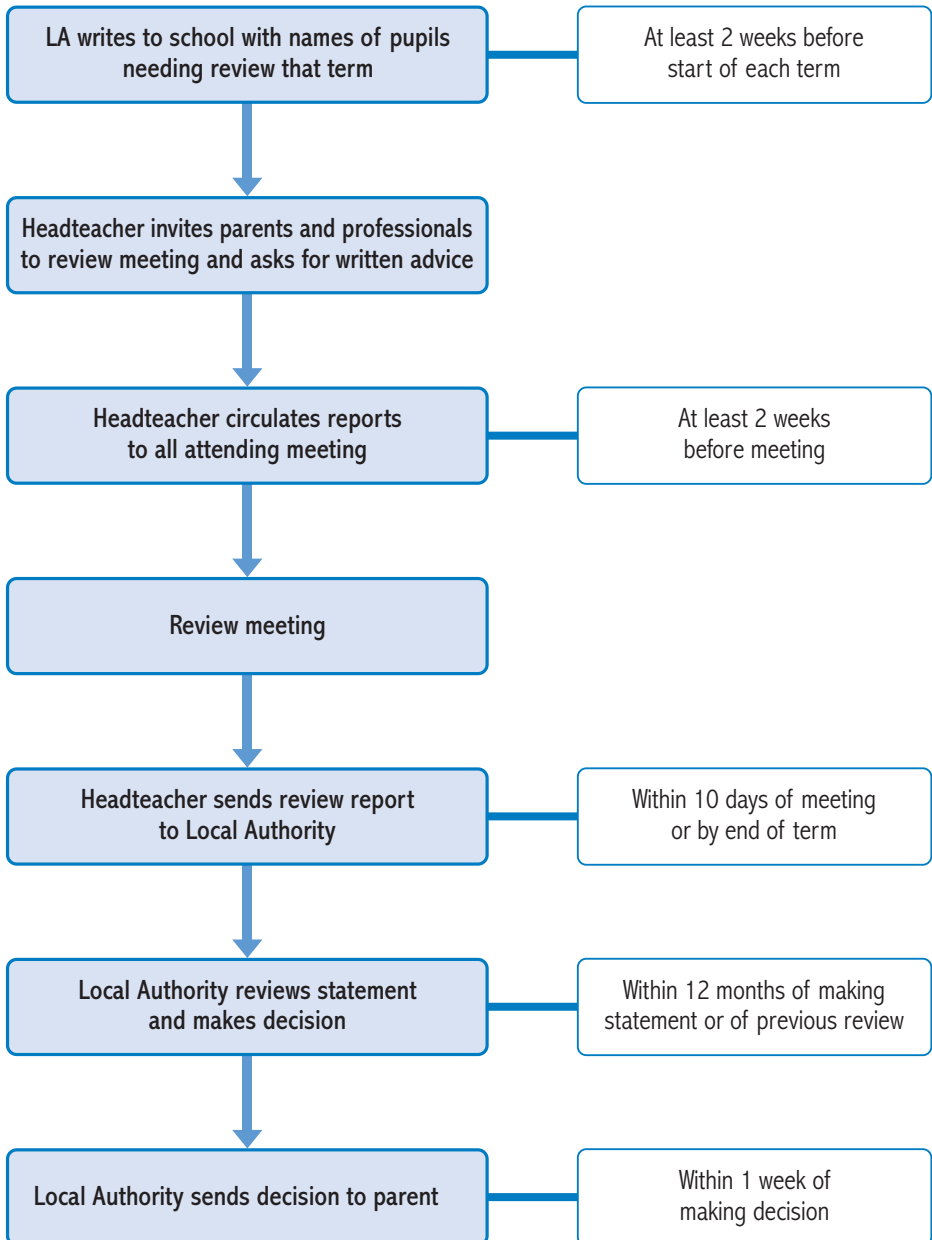 LA writes to school with names of pupils
needing review that term
At least 2 weeks before
start of each term
Headteacher invites parents and professionals
to review meeting and asks for written advice
Headteacher circulates reports
to all attending meeting
At least 2 weeks
before meeting
Review meeting
Headteacher sends review report
to Local Authority
Within 10 days of meeting
or by end of term
Local Authority reviews statement
and makes decision
Within 12 months of making
statement or of previous review
Local Authority sends decision to parent
Within 1 week of
making decision